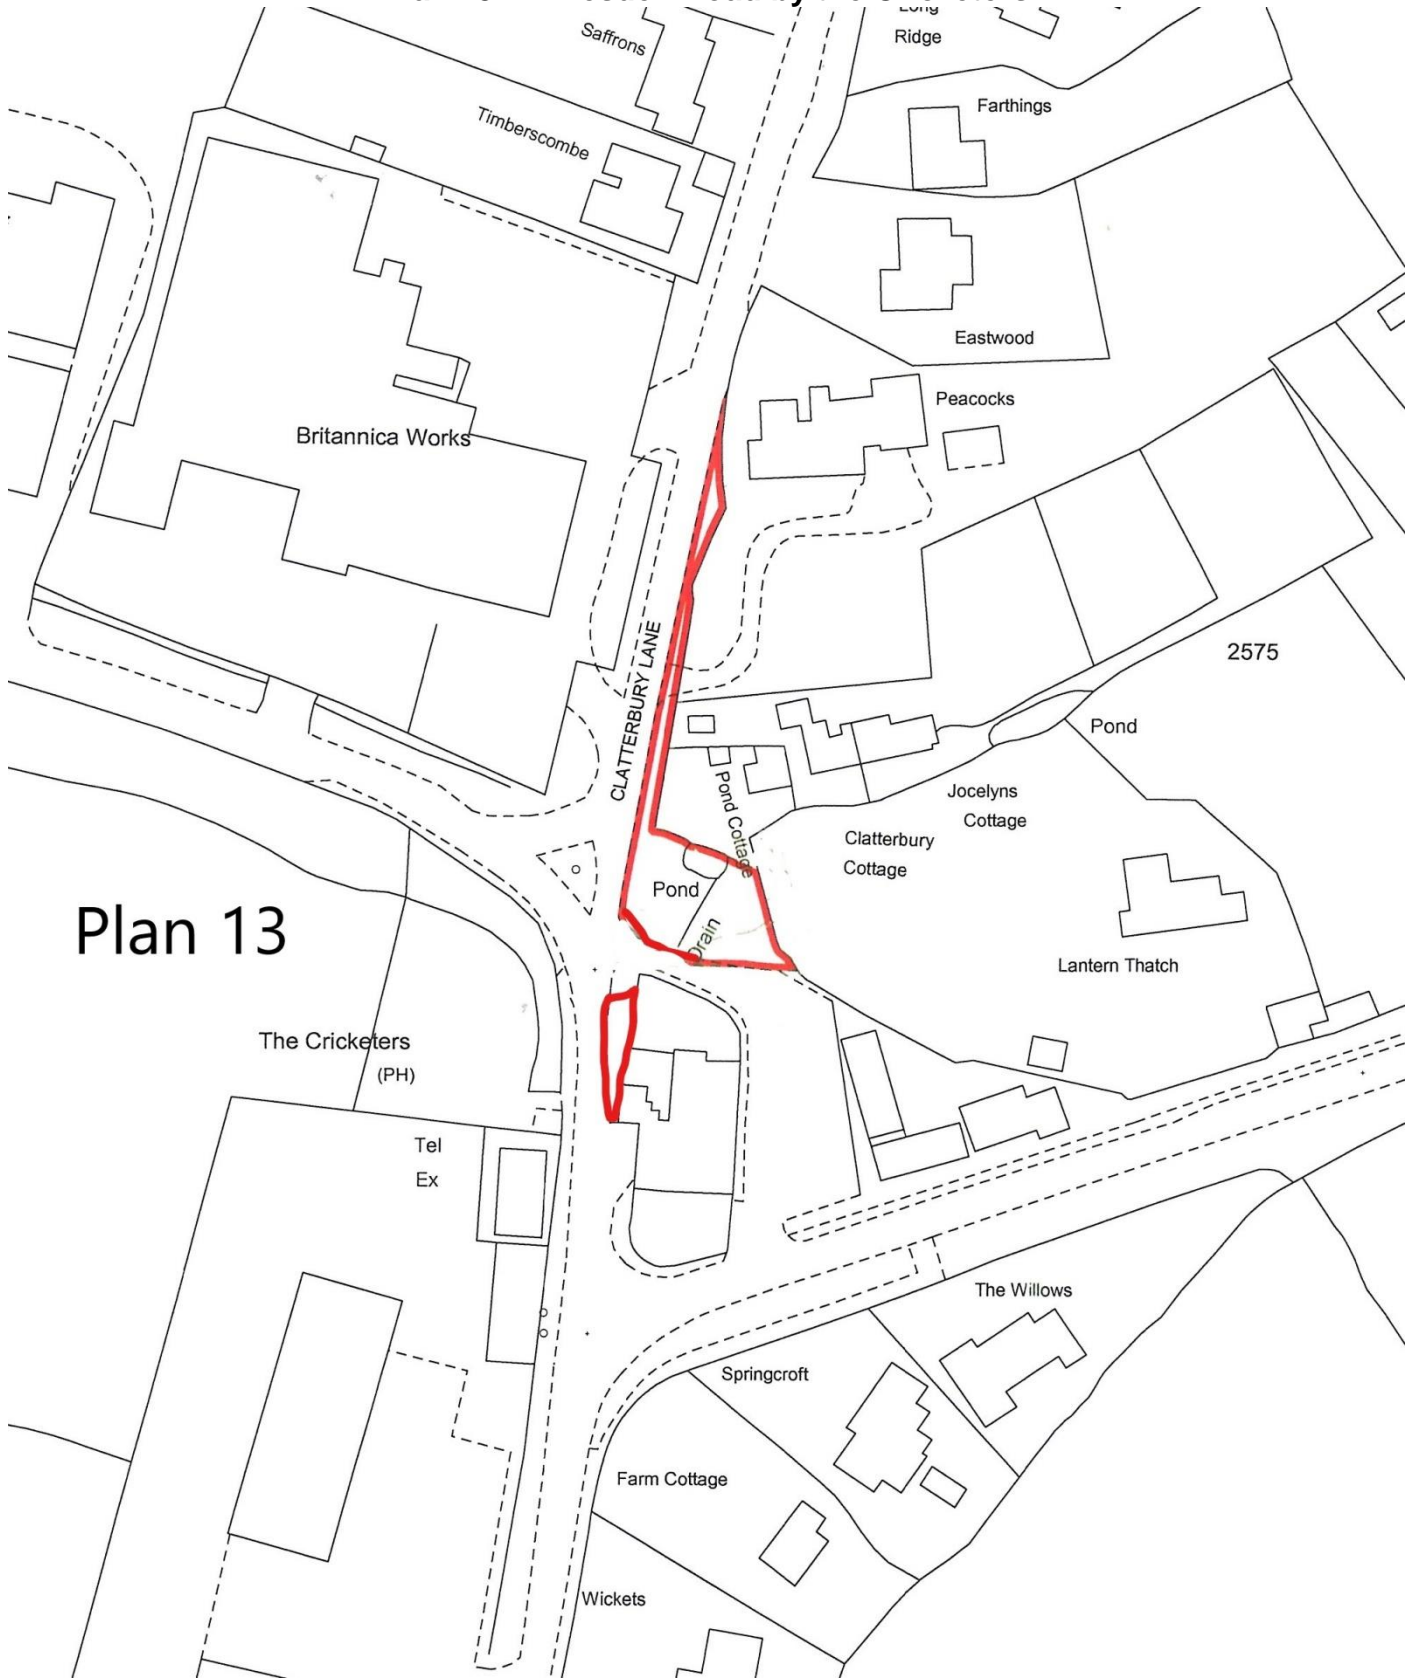 Saffrons
Ridge
Timberscombe
Farthings
Eastwood
Peacocks
Britannica Works
CLATTERBURY LANE
2575
Pond
Pond Cottage
Jocelyns
Cottage
Clatterbury
Cottage
Pond
Drain
Plan 13
Lantern Thatch
The Cricketers
(PH)
Tel
Ex
The Willows
Springcroft
Farm Cottage
Wickets